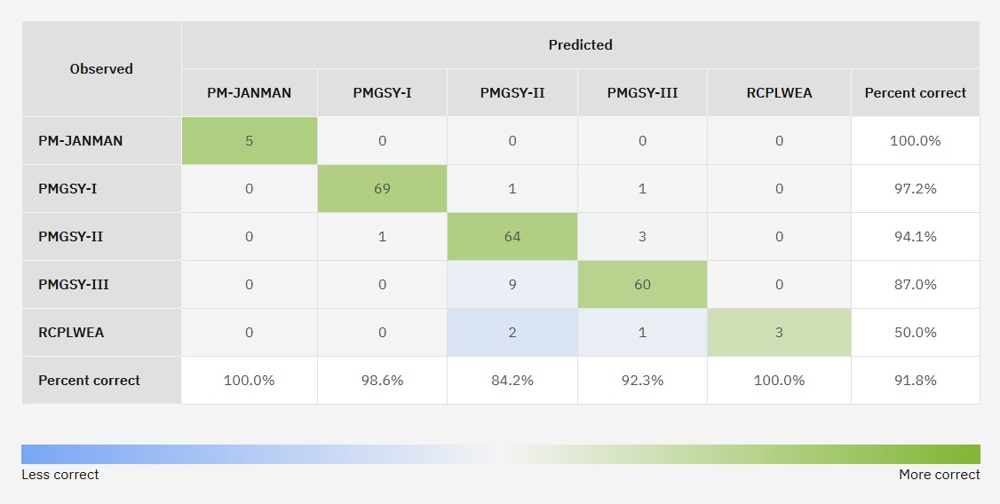 Observed Predicted
PM-JANMAN PMGSY-I PMGSY-II PMGSY-III RCPLWEA Percent correct
PM-JANMAN 5 0 0 0 0 100.0%
PMGSY-I 0 69 1 1 0 97.2%
PMGSY-II 0 1 64 3 0 94.1%
PMGSY-III 0 0 9 60 0 87.0%
RCPLWEA 0 0 2 1 3 50.0%
Percent correct 100.0% 98.6% 84.2% 92.3% 100.0% 91.8%
Less correct More correct